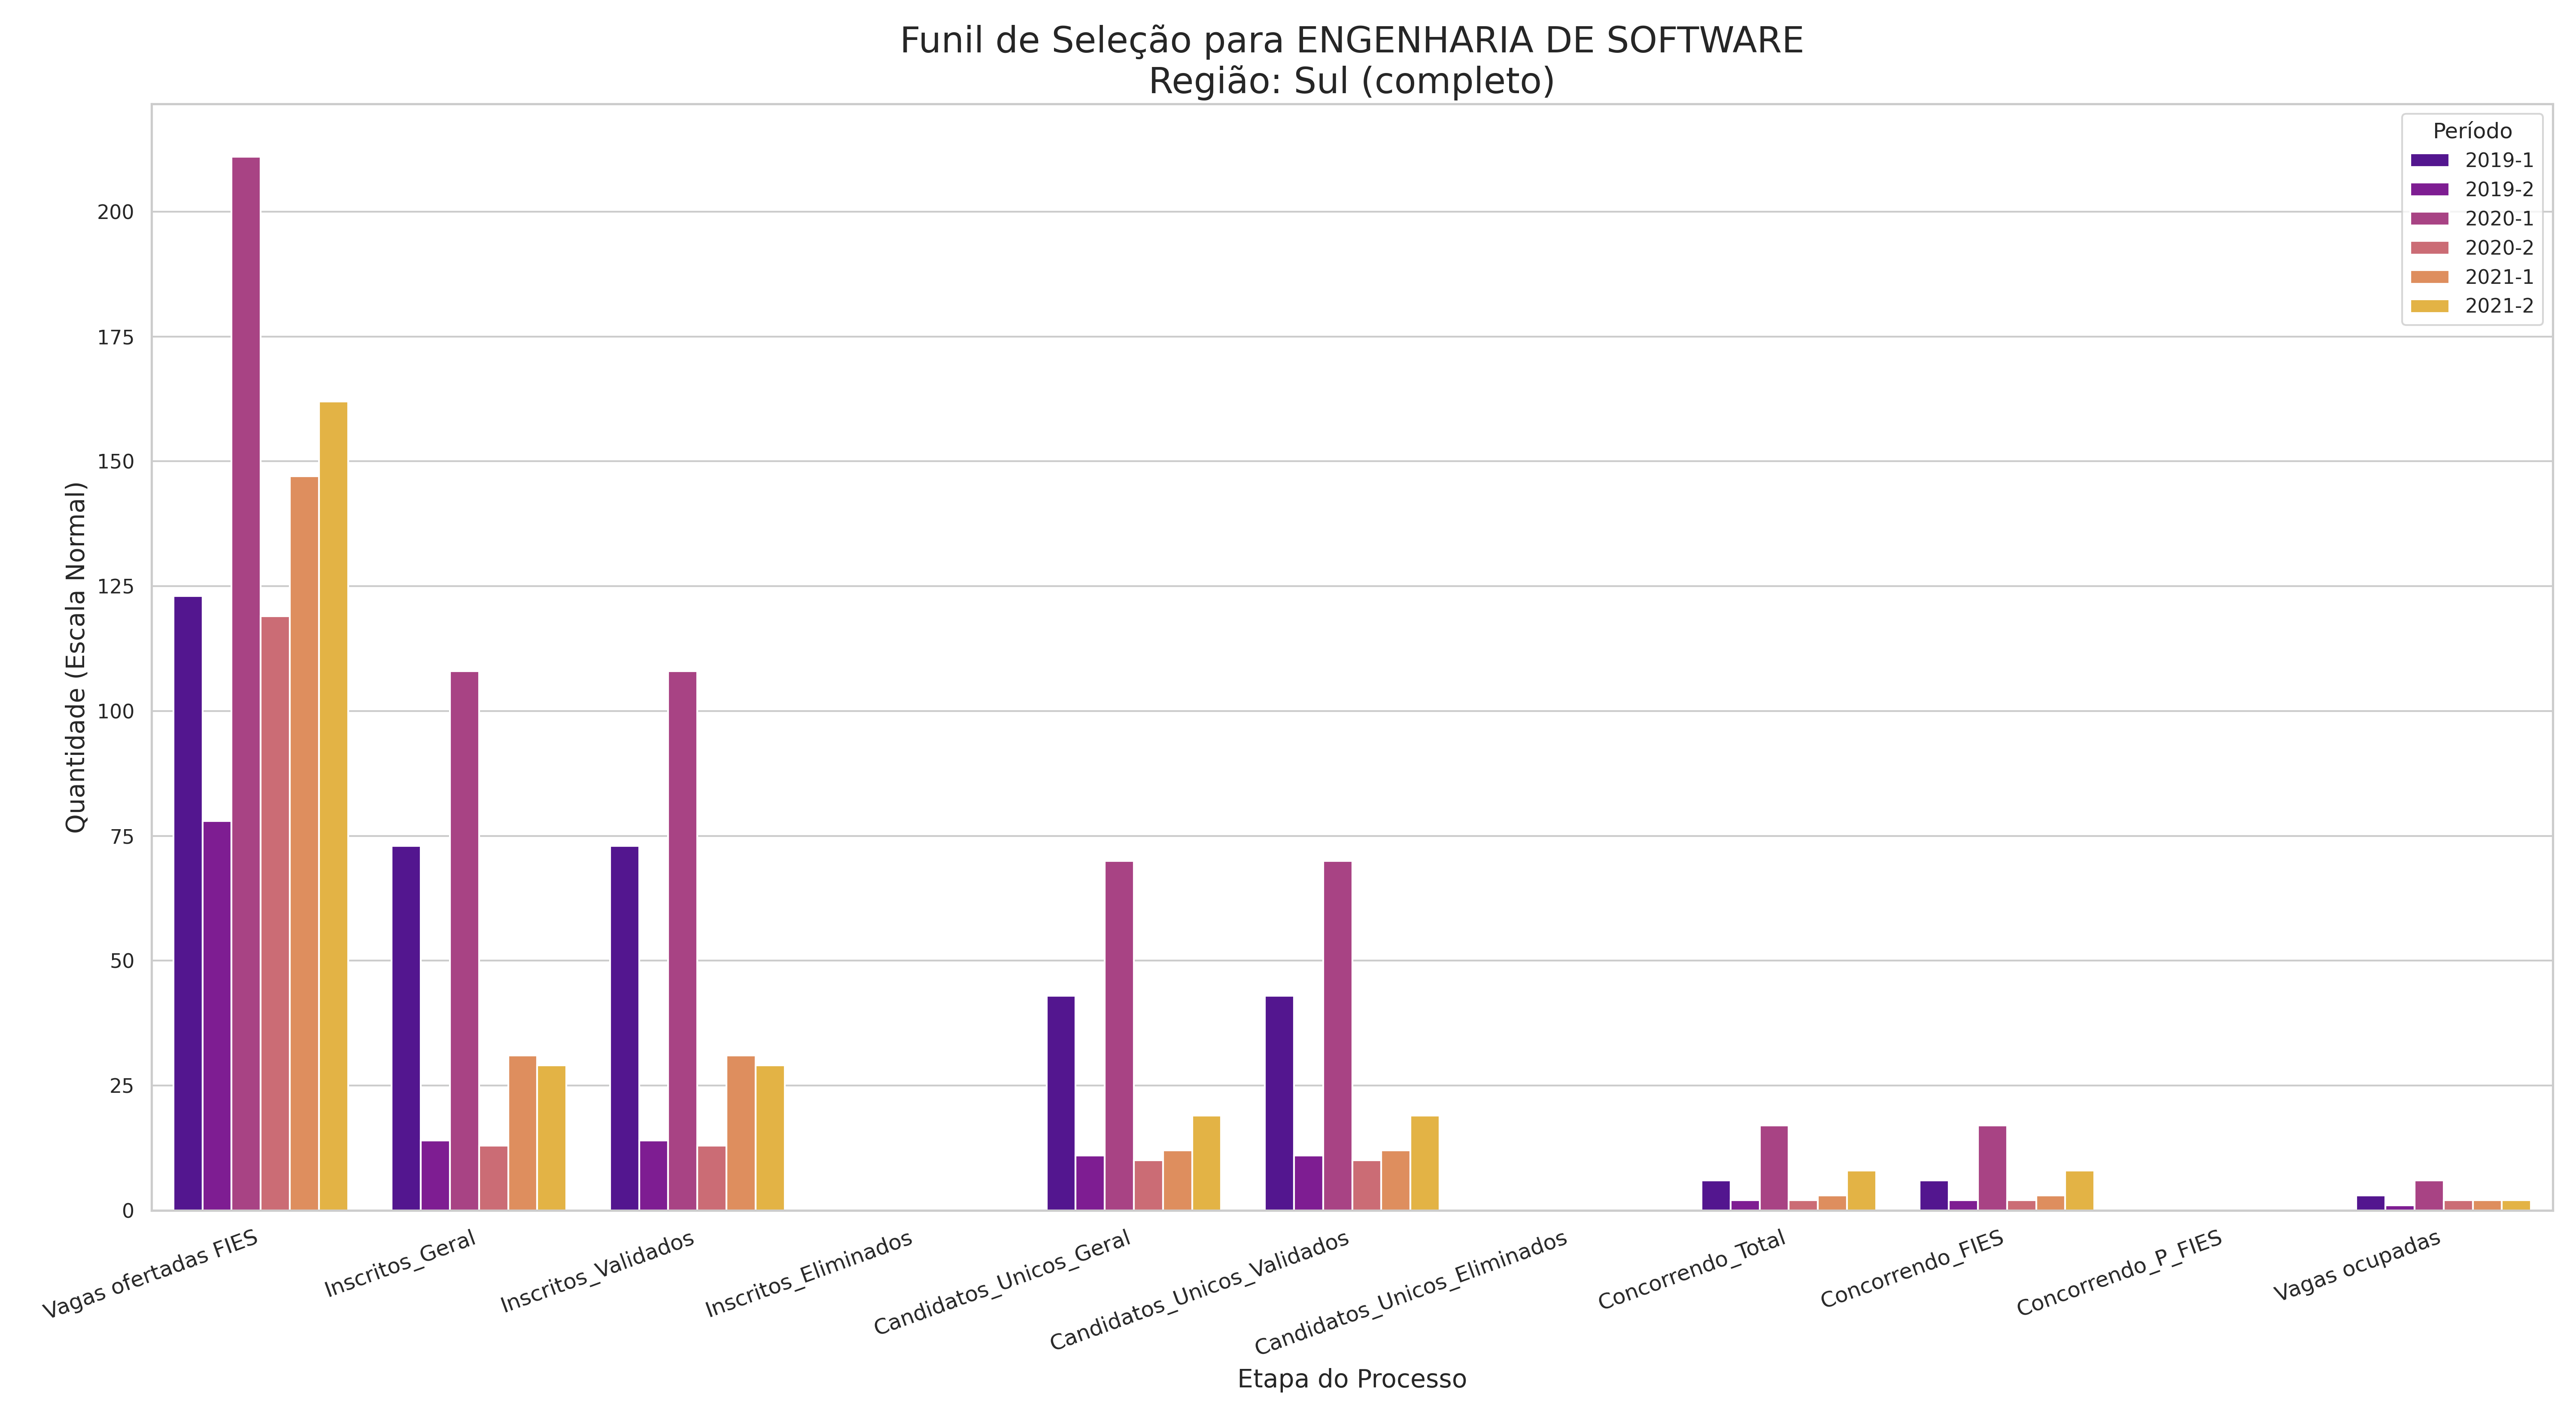 Funil de Seleção para ENGENHARIA DE SOFTWARE
Região: Sul (completo)
Quantidade (Escala Normal)
200
175
150
125
100
75
50
25
0
Período
2019-1
2019-2
2020-1
2020-2
2021-1
2021-2
Vagas ofertadas FIES
Inscritos_Geral
Inscritos_Validados
Inscritos_Eliminados
Candidatos_Unicos_Geral
Candidatos_Unicos_Validados
Candidatos_Unicos_Eliminados
Concorrendo_Total
Concorrendo_FIES
Concorrendo_P_FIES
Vagas ocupadas
Etapa do Processo